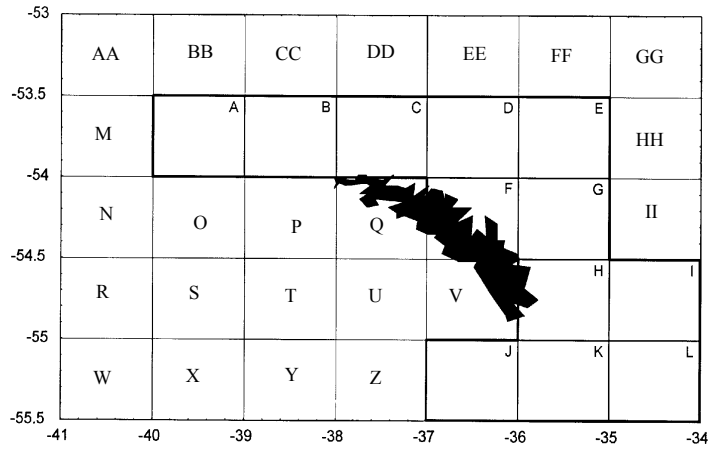 -53
AA BB CC DD EE FF GG
-53.5
M A B C D E HH
-54
N O P Q F G II
-54.5
R S T U V H I
-55
W X Y Z J K L
-55.5
-41 -40 -39 -38 -37 -36 -35 -34